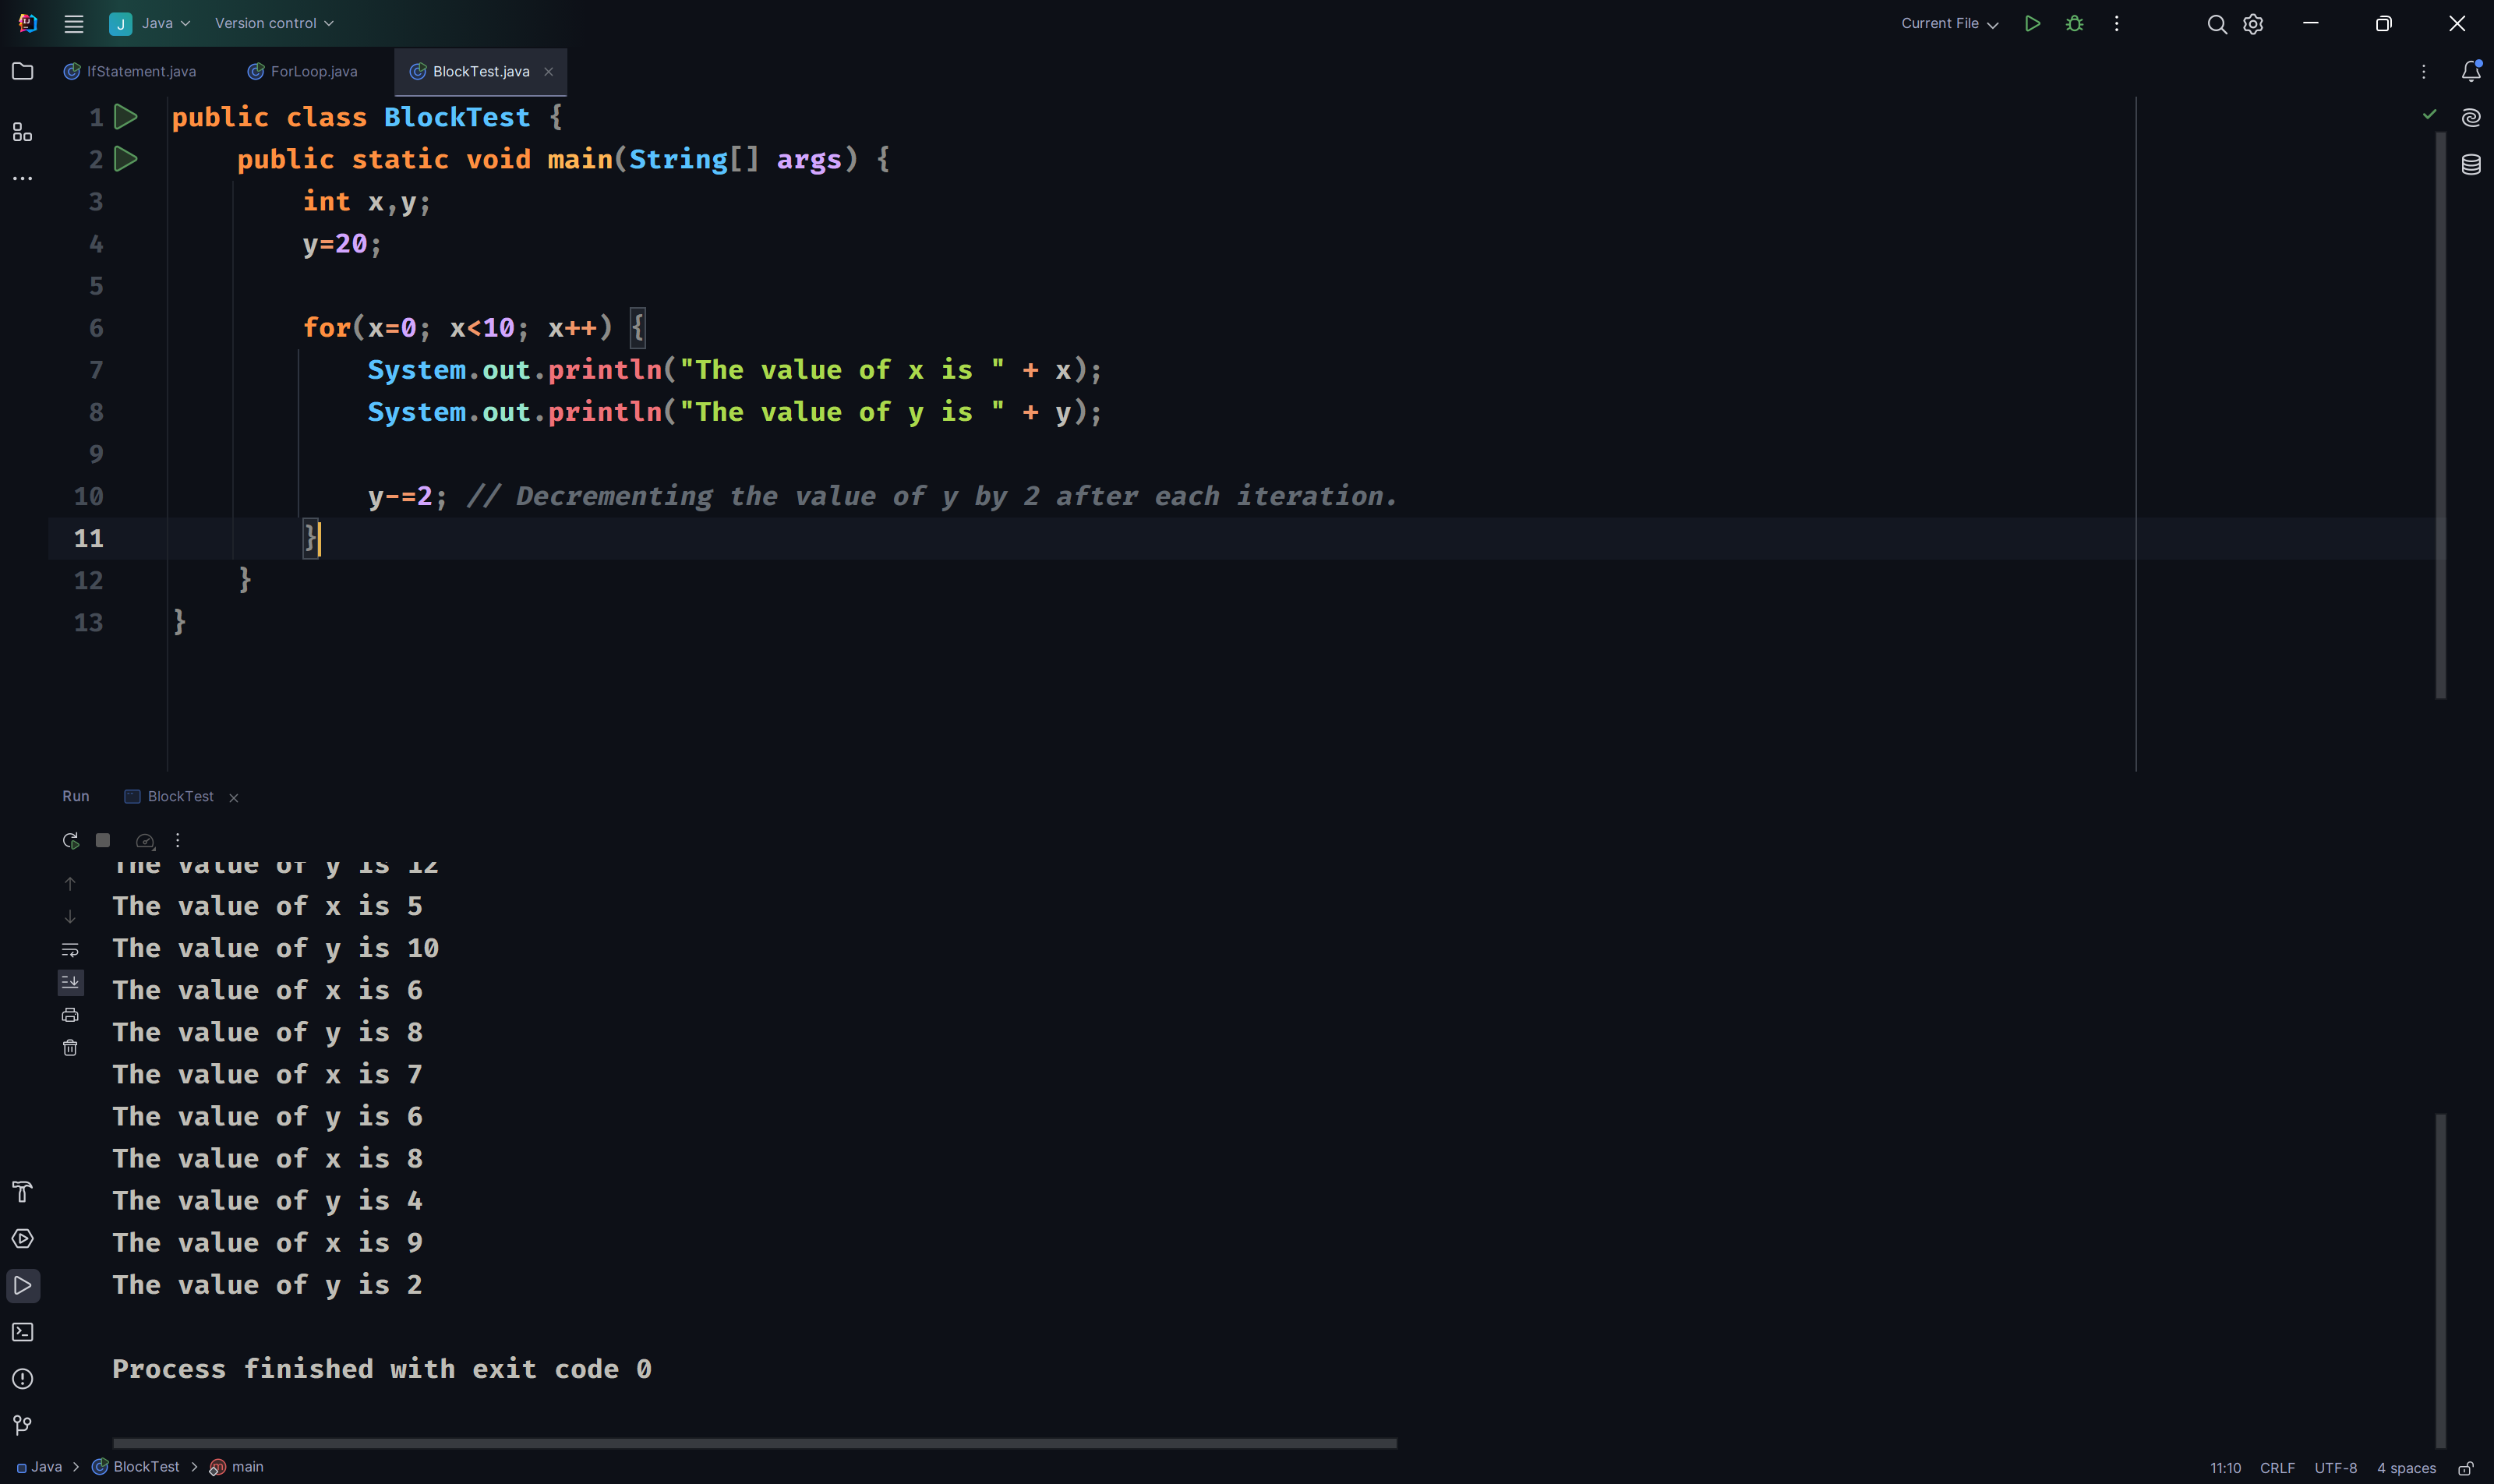 J Java Version control Current File
IfStatement.java ForLoop.java BlockTest.java
1 public class BlockTest {
2 public static void main(String[] args) {
3 int x,y;
4 y=20;
5
6 for(x=0; x<10; x++) {
7 System.out.println("The value of x is " + x);
8 System.out.println("The value of y is " + y);
9
10 y-=2; // Decrementing the value of y by 2 after each iteration.
11 }
12 }
13 }
Run BlockTest
The value of y is 12
The value of x is 5
The value of y is 10
The value of x is 6
The value of y is 8
The value of x is 7
The value of y is 6
The value of x is 8
The value of y is 4
The value of x is 9
The value of y is 2
Process finished with exit code 0
Java > BlockTest > main 11:10 CRLF UTF-8 4 spaces